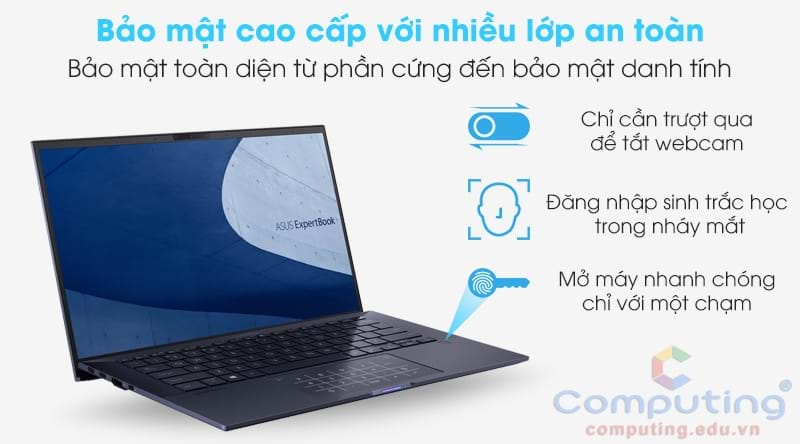 Bảo mật cao cấp với nhiều lớp an toàn
Bảo mật toàn diện từ phần cứng đến bảo mật danh tính
Chỉ cần trượt qua
để tắt webcam
Đăng nhập sinh trắc học
trong nháy mắt
Mở máy nhanh chóng
chỉ với một chạm
ASUS ExpertBook
Computing®
computing.edu.vn